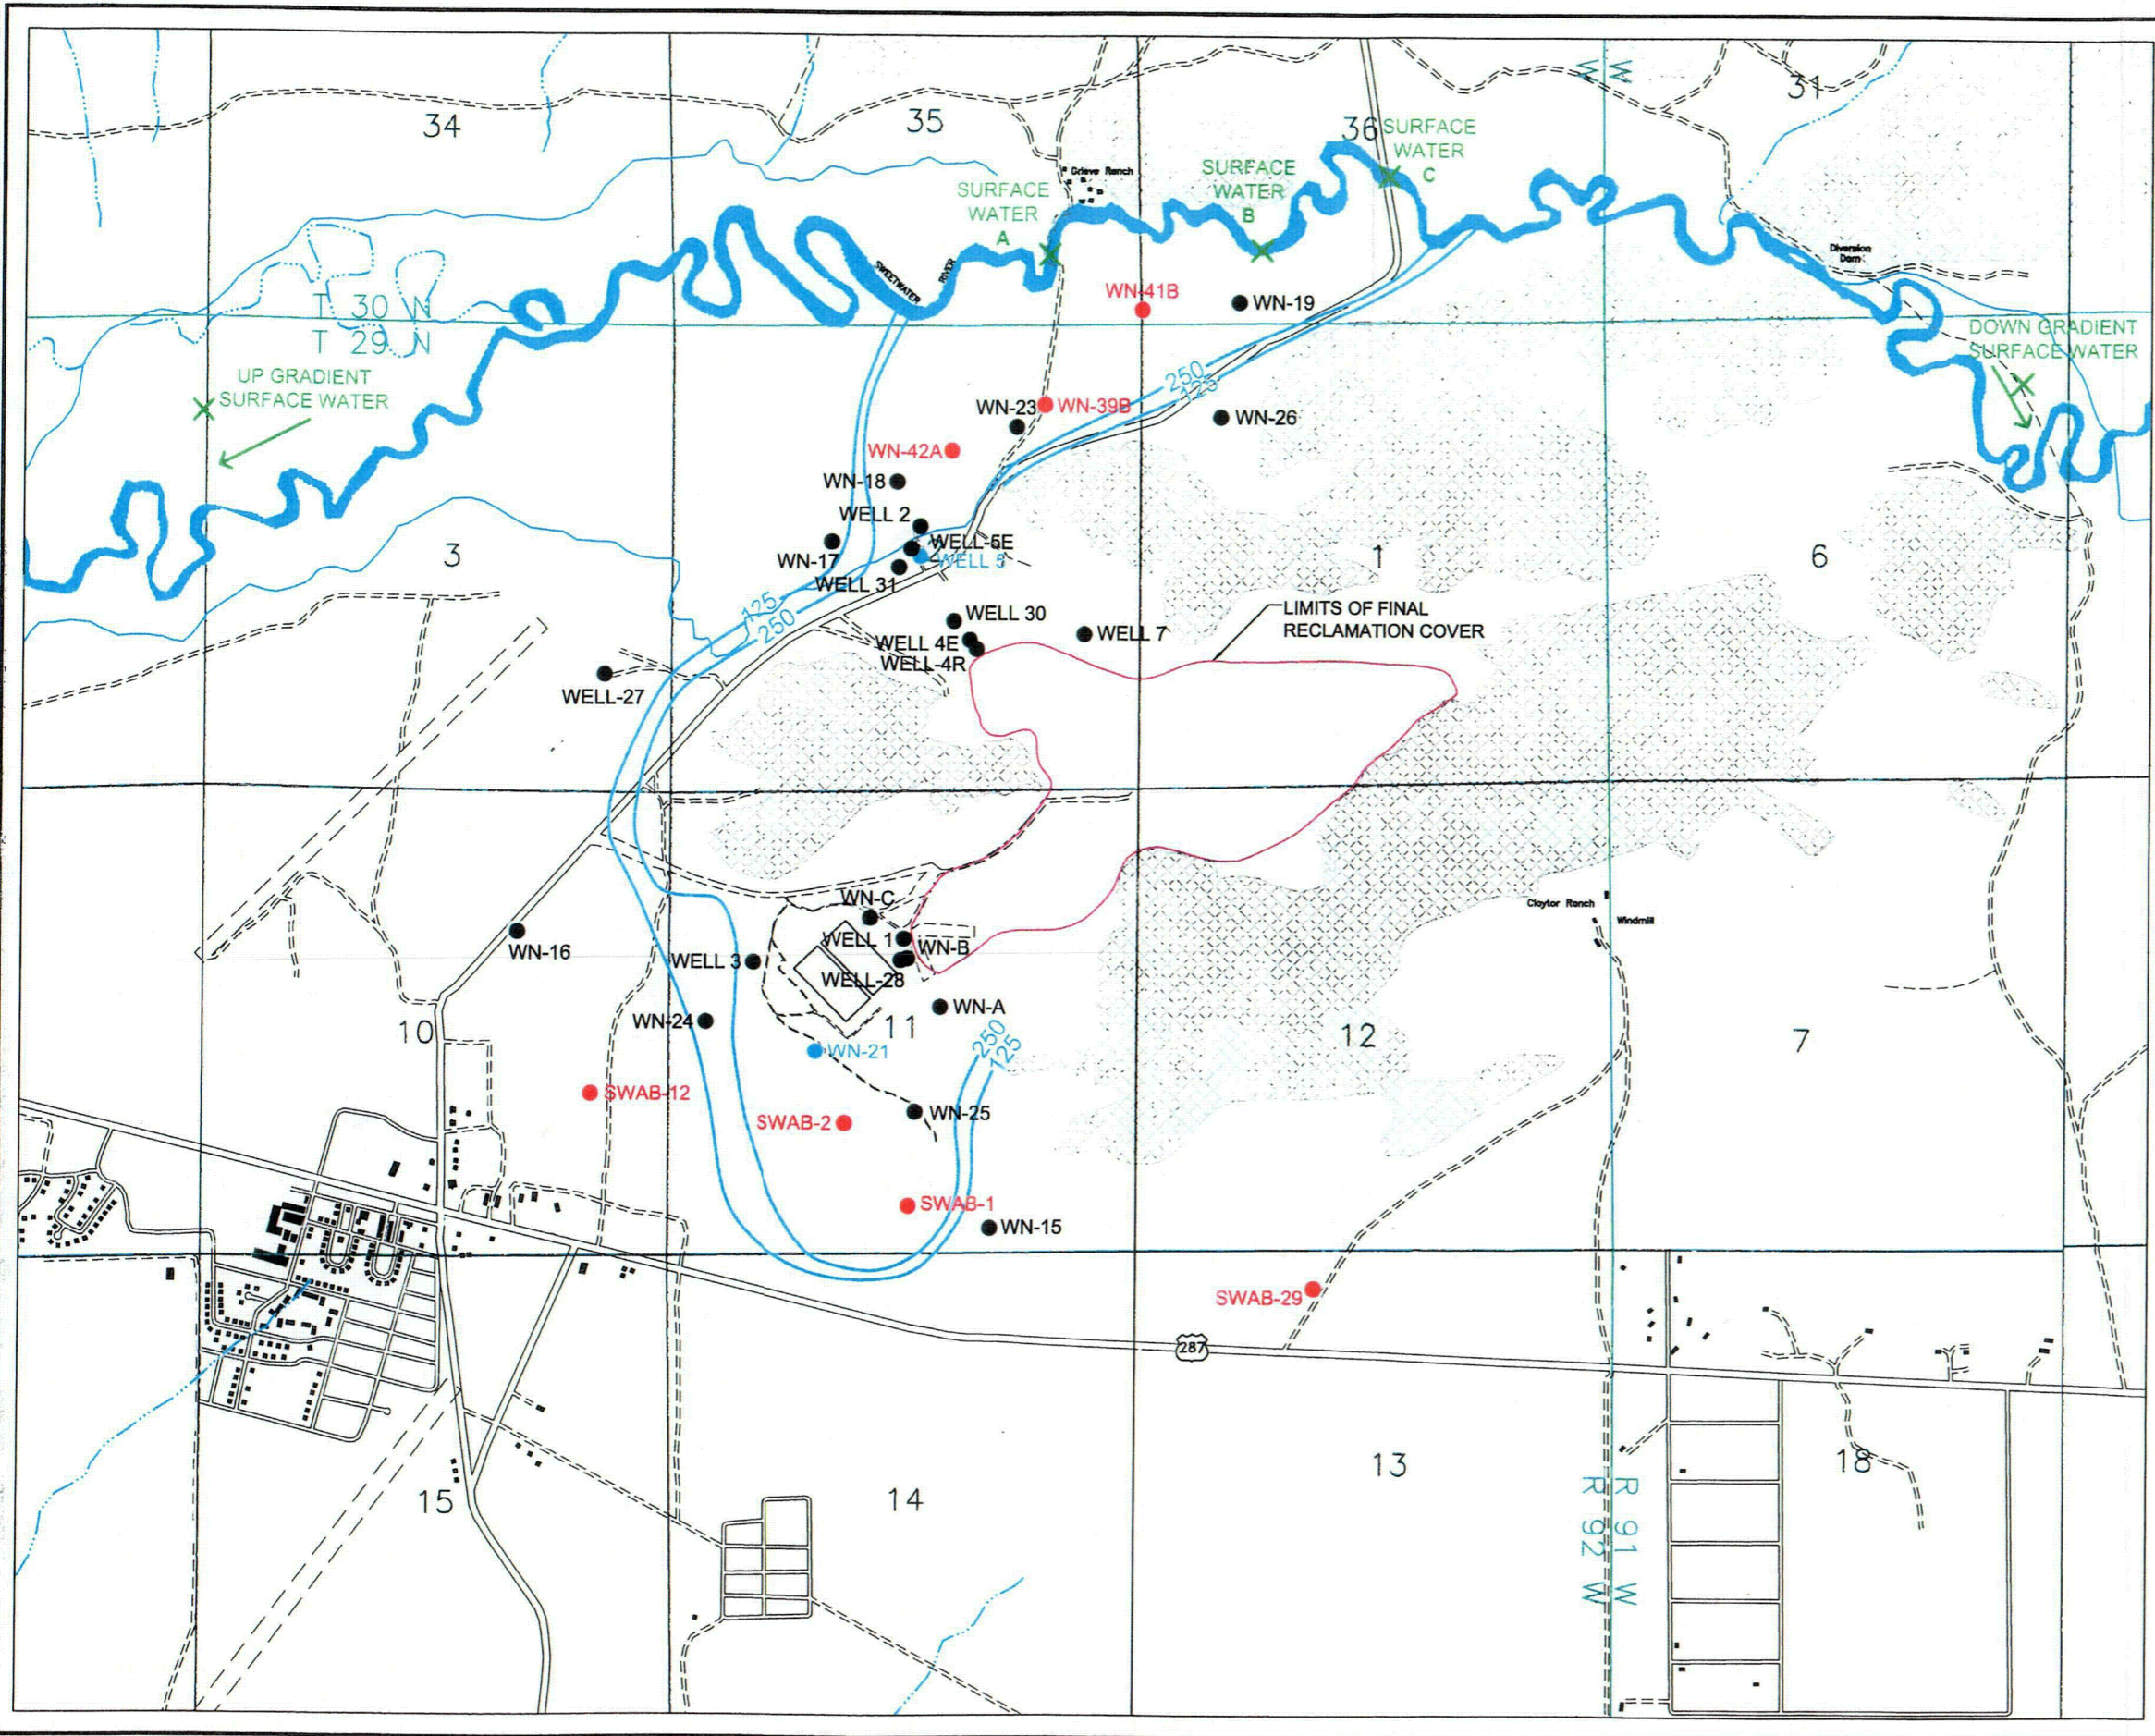 34
35
36
31
W
W
SURFACE
WATER
C
SURFACE
WATER
B
Grieve Ranch
SURFACE
WATER
A
SWEETWATER
RIVER
Diversion
Dam
T 30 N
T 29 N
WN-41B
WN-19
DOWN GRADIENT
SURFACE WATER
UP GRADIENT
SURFACE WATER
250
125
WN-23
WN-39B
WN-26
WN-42A
WN-18
WELL 2
WELL-5E
WELL 5
WN-17
WELL 31
3
1
6
125
250
WELL 30
WELL 7
LIMITS OF FINAL
RECLAMATION COVER
WELL 4E
WELL-4R
WELL-27
WN-C
Claytor Ranch
Windmill
WELL 1
WN-B
WN-16
WELL 3
WELL-28
WN-A
WN-24
10
11
12
7
250
125
WN-21
SWAB-12
SWAB-2
WN-25
SWAB-1
WN-15
SWAB-29
287
15
14
13
18
R 92 W
R 91 W